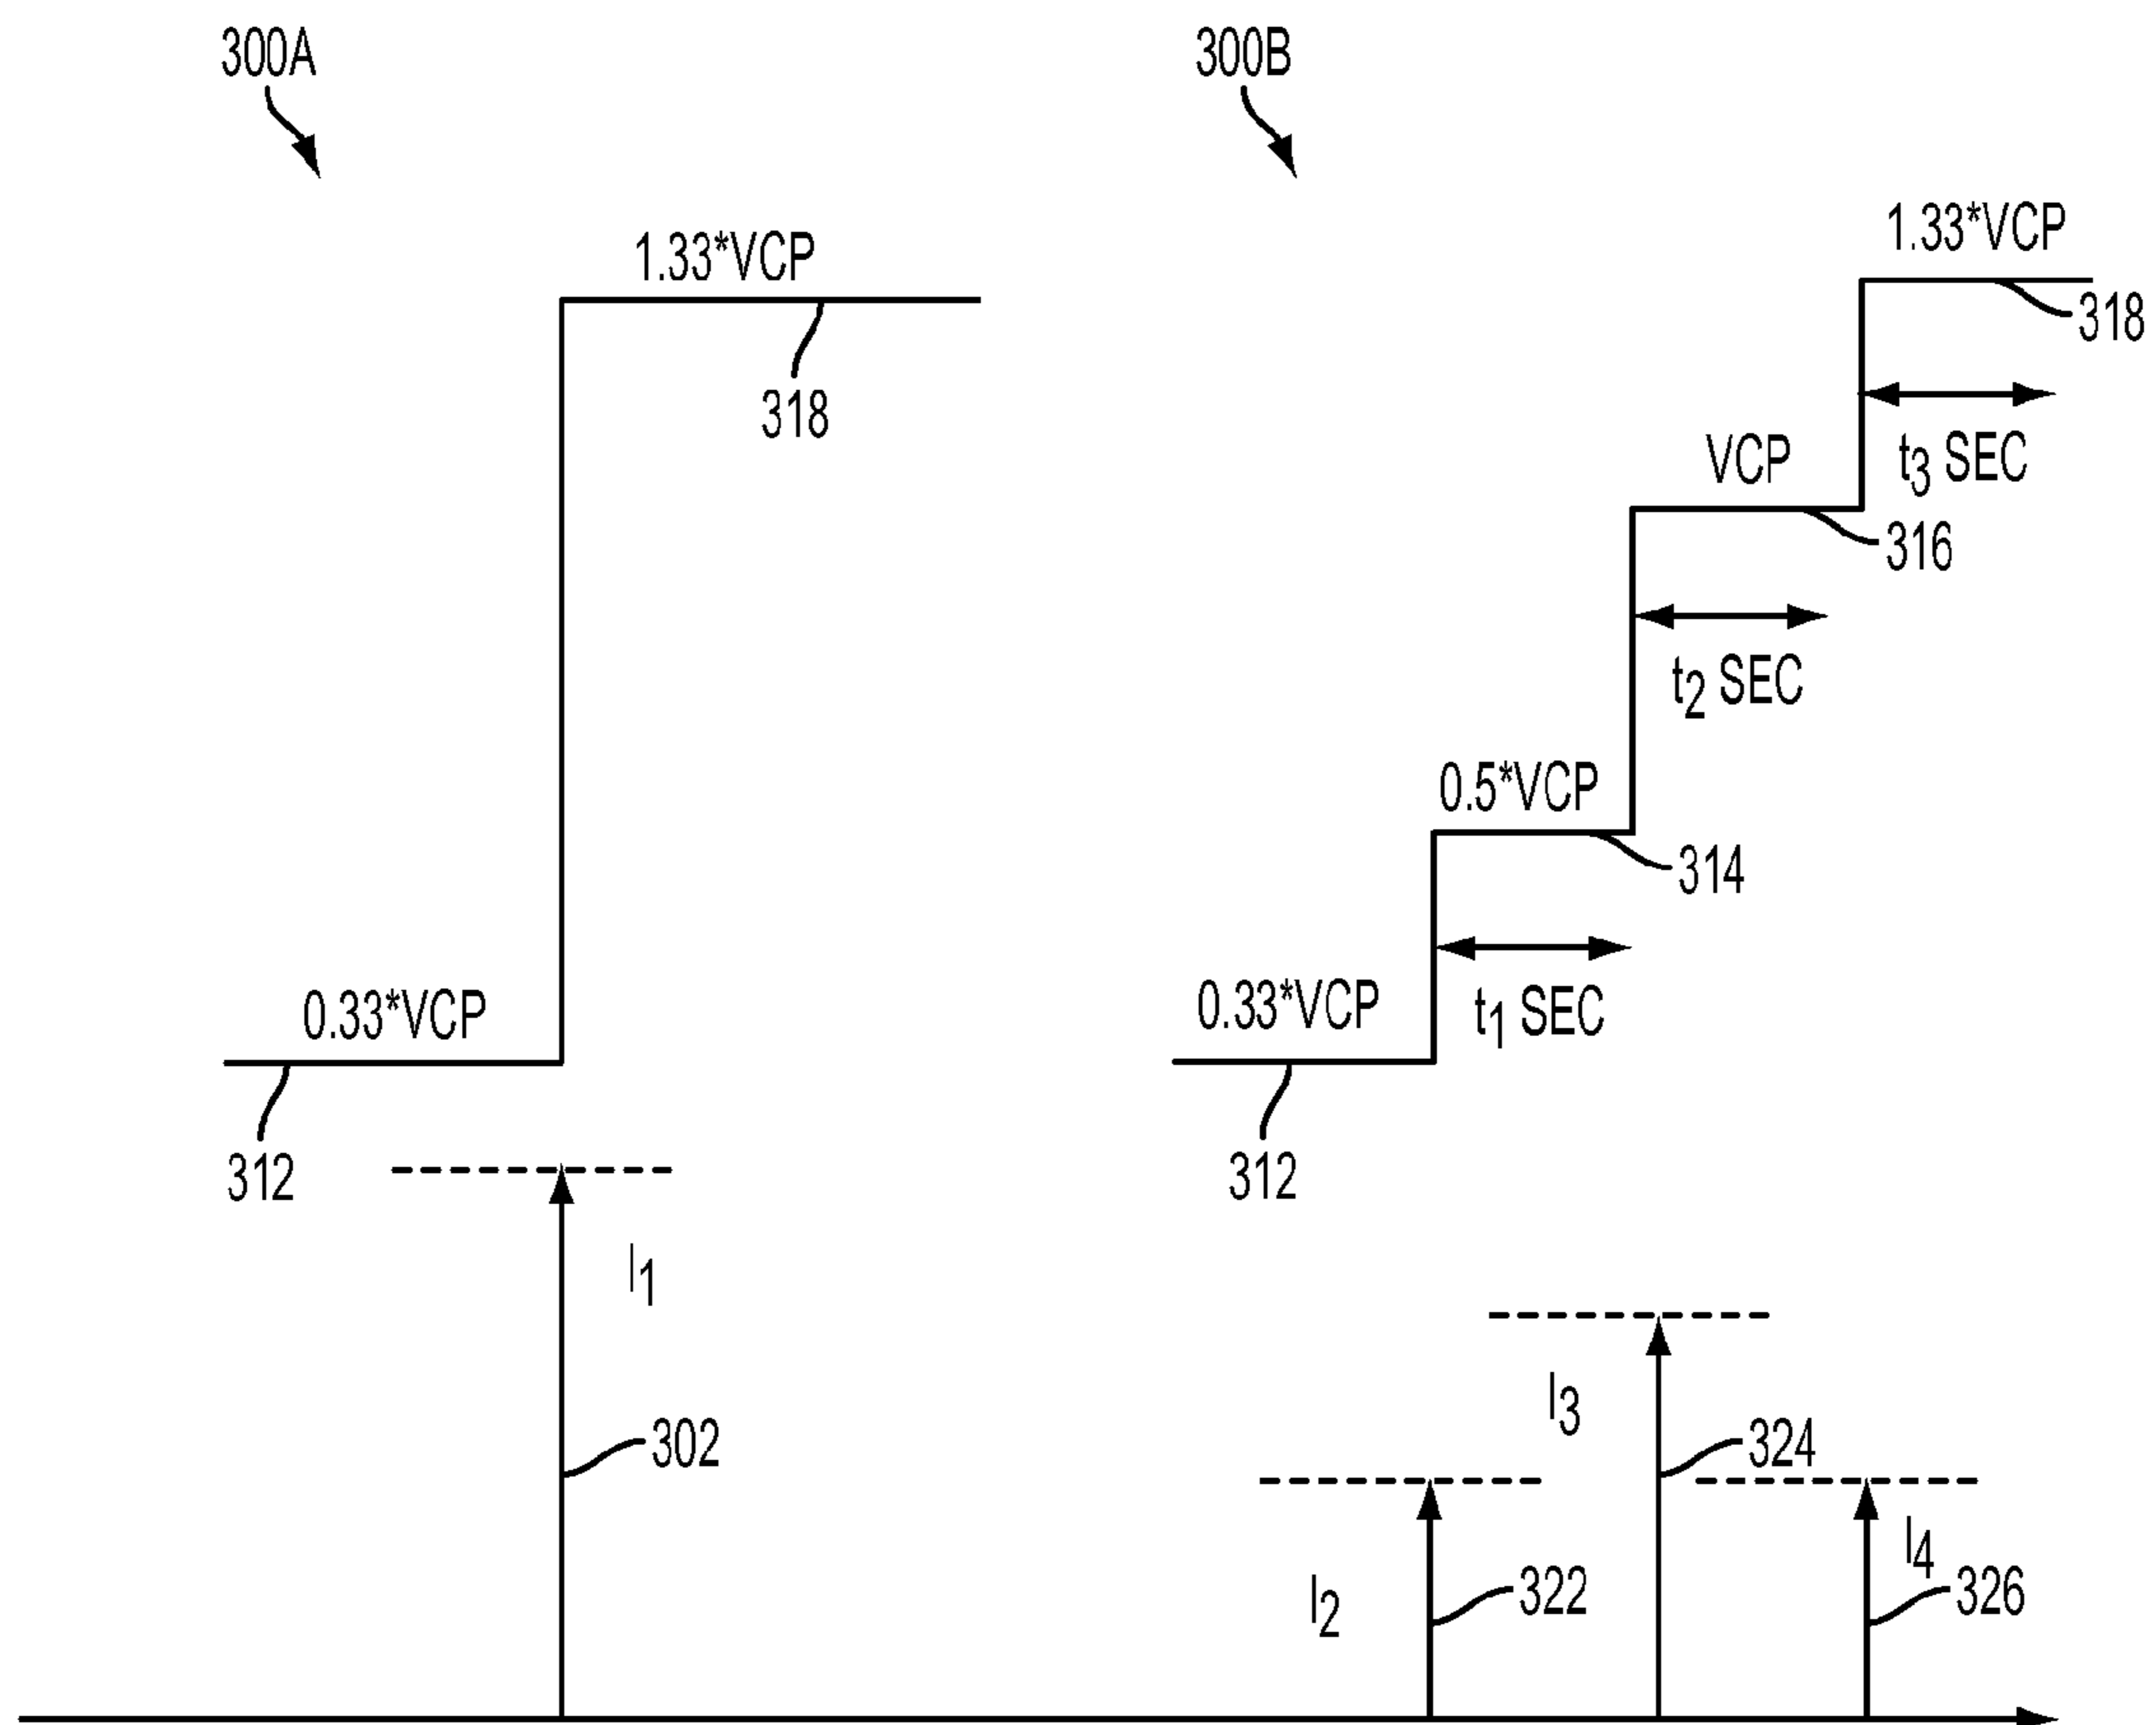 300A
300B
1.33*VCP
318
0.33*VCP
312
I1
302
1.33*VCP
318
t3 SEC
VCP
316
t2 SEC
0.5*VCP
314
t1 SEC
0.33*VCP
312
I3
324
I2
322
I4
326